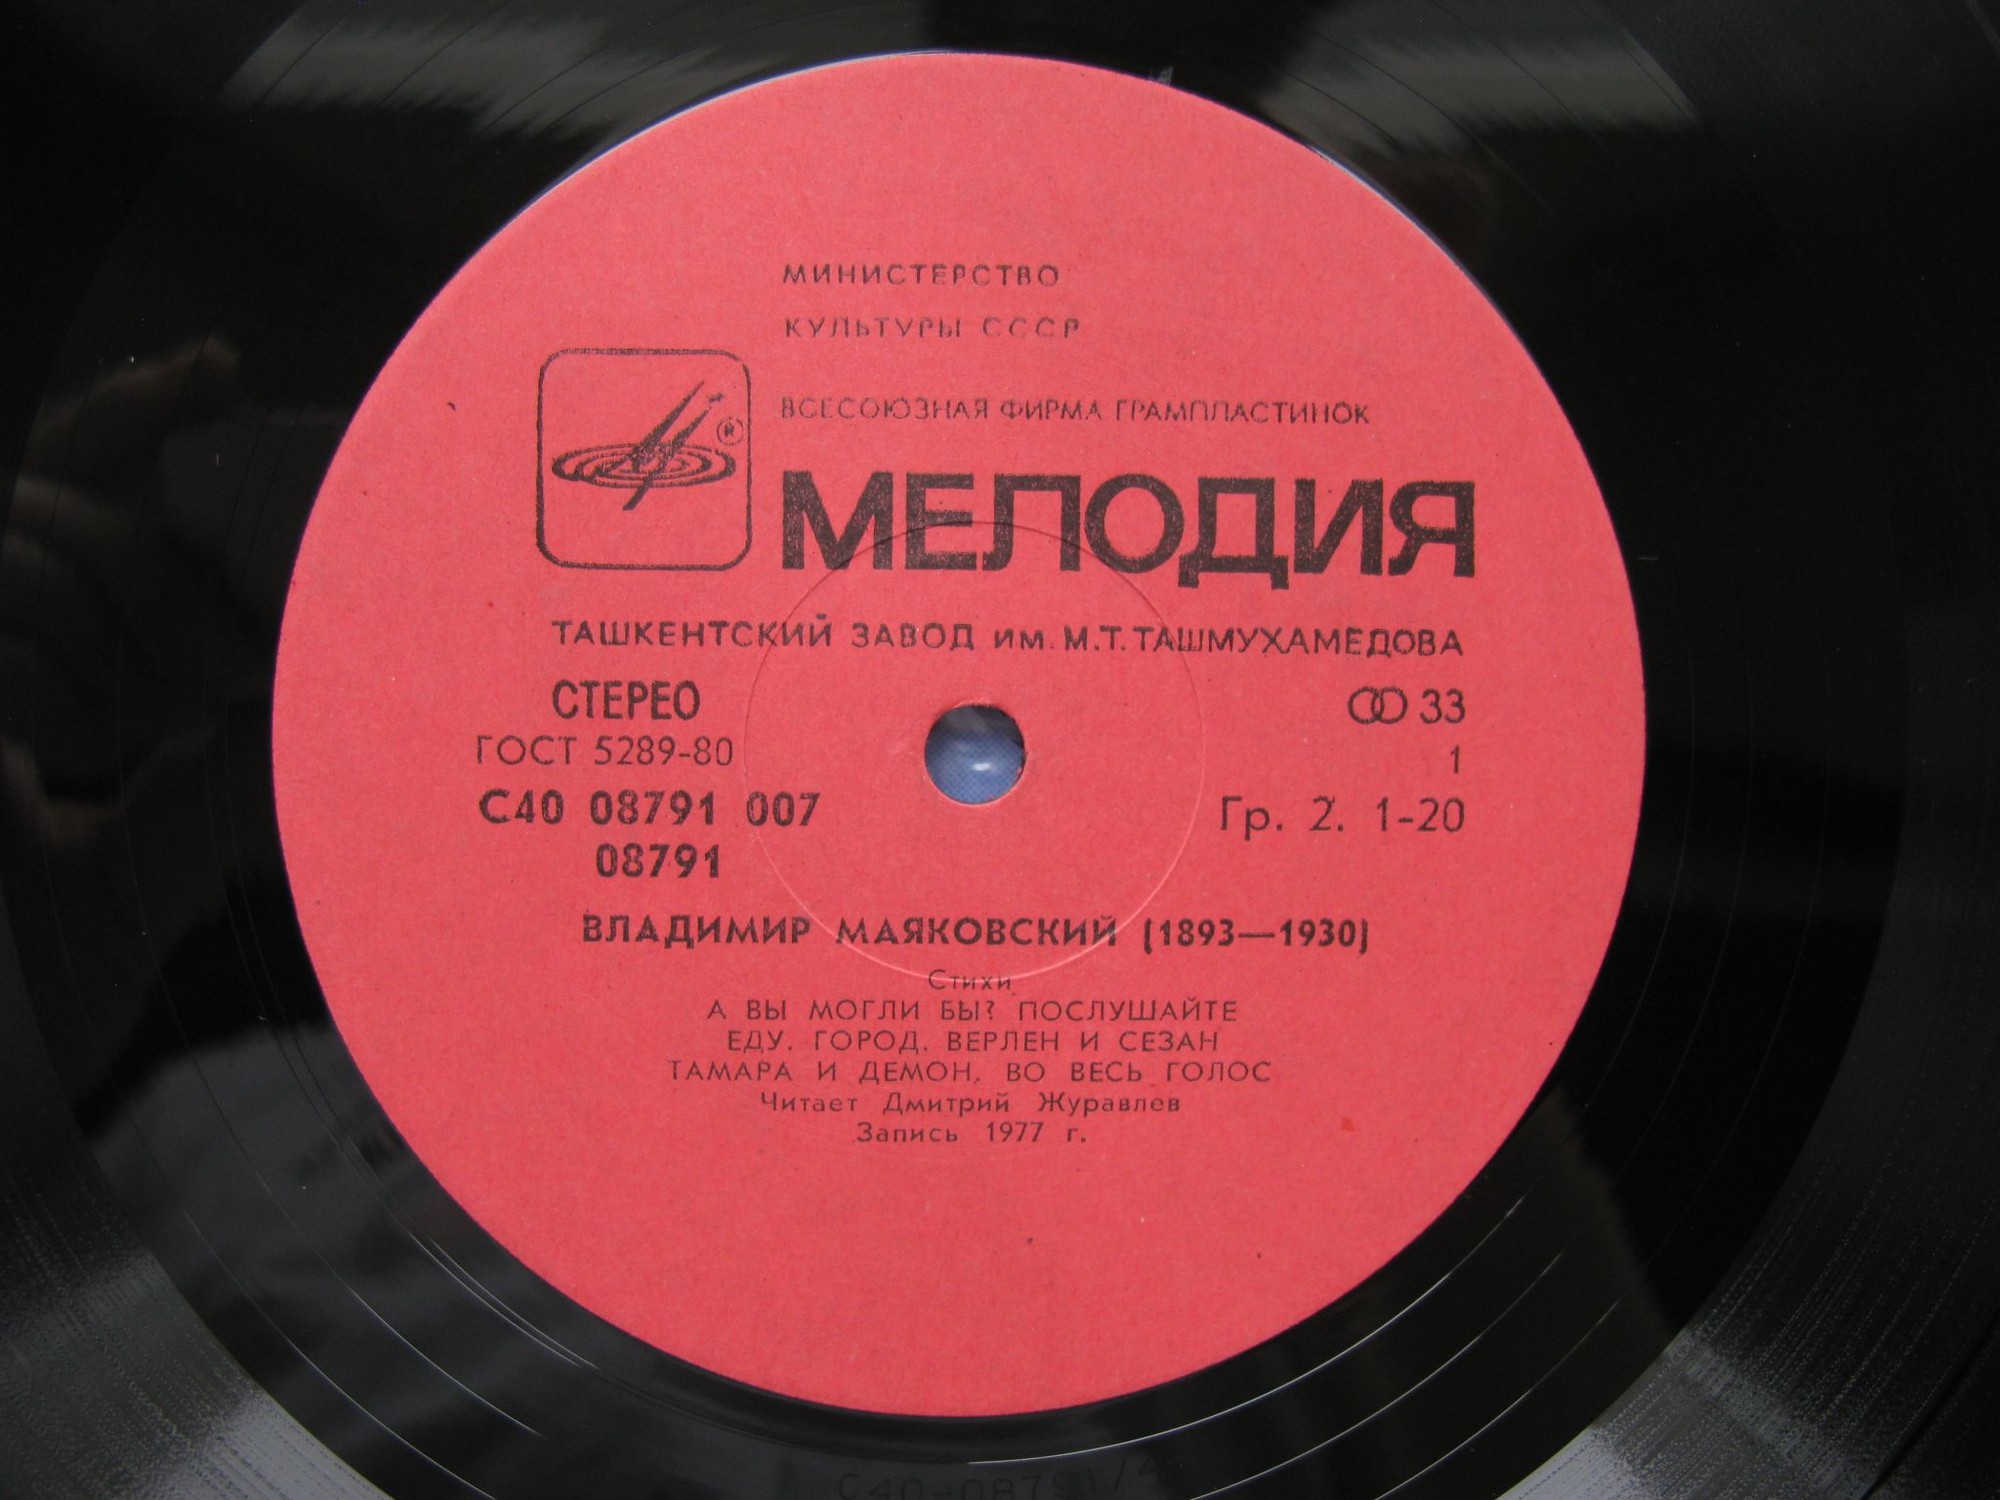 МИНИСТЕРСТВО
КУЛЬТУРЫ СССР
ВСЕСОЮЗНАЯ ФИРМА ГРАМПЛАСТИНОК
®
МЕЛОДИЯ
ТАШКЕНТСКИЙ ЗАВОД ИМ. М.Т. ТАШМУХАМЕДОВА
СТЕРЕО
33
ГОСТ 5289-80
1
С40 08791 007
Гр. 2. 1-20
08791
ВЛАДИМИР МАЯКОВСКИЙ (1893—1930)
Стихи
А ВЫ МОГЛИ БЫ? ПОСЛУШАЙТЕ
ЕДУ. ГОРОД. ВЕРЛЕН И СЕЗАН
ТАМАРА И ДЕМОН. ВО ВЕСЬ ГОЛОС
Читает Дмитрий Журавлев
Запись 1977 г.